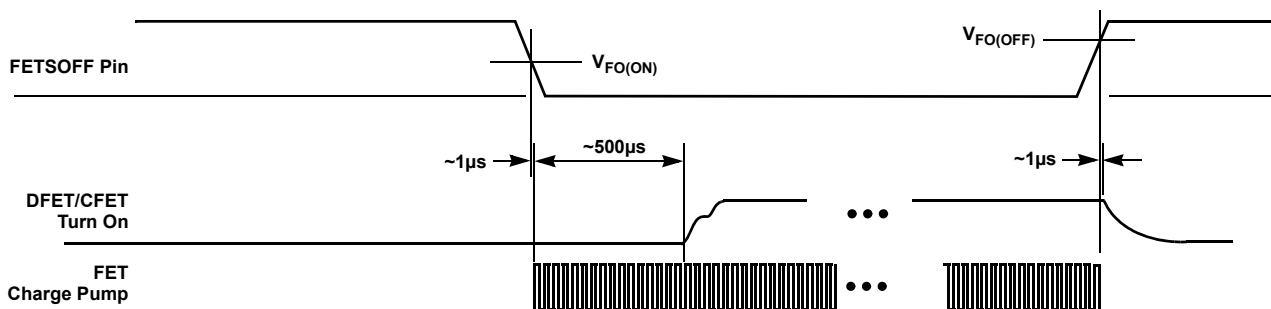 FETSOFF Pin
VFO(ON)
VFO(OFF)
~1µs
~500µs
~1µs
DFET/CFET
Turn On
FET
Charge Pump